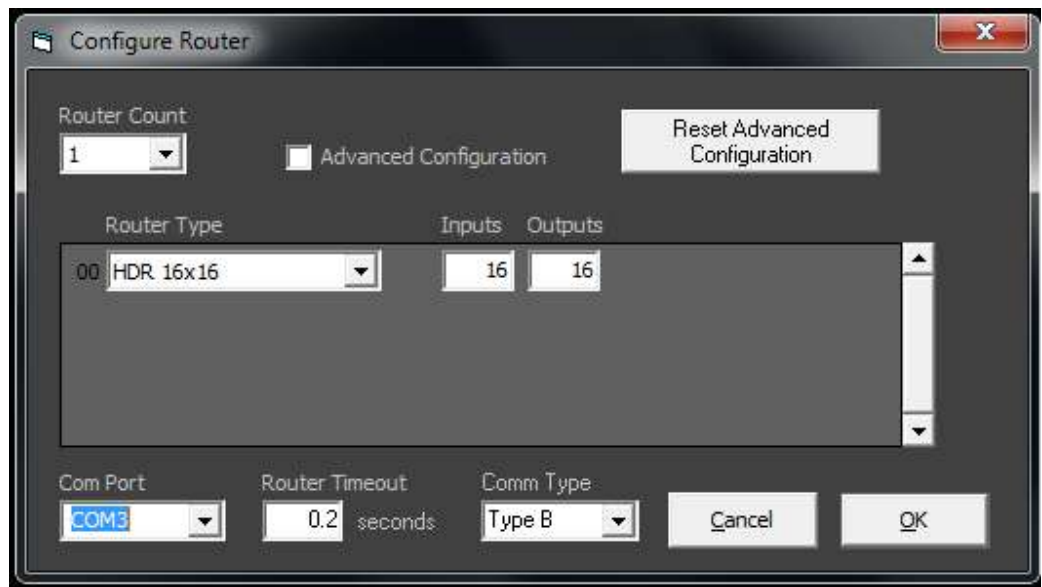 Configure Router
Router Count
1
Advanced Configuration
Reset Advanced
Configuration
Router Type Inputs Outputs
00 HDR 16x16 16 16
Com Port Router Timeout Comm Type
COM3 0.2 seconds Type B Cancel OK